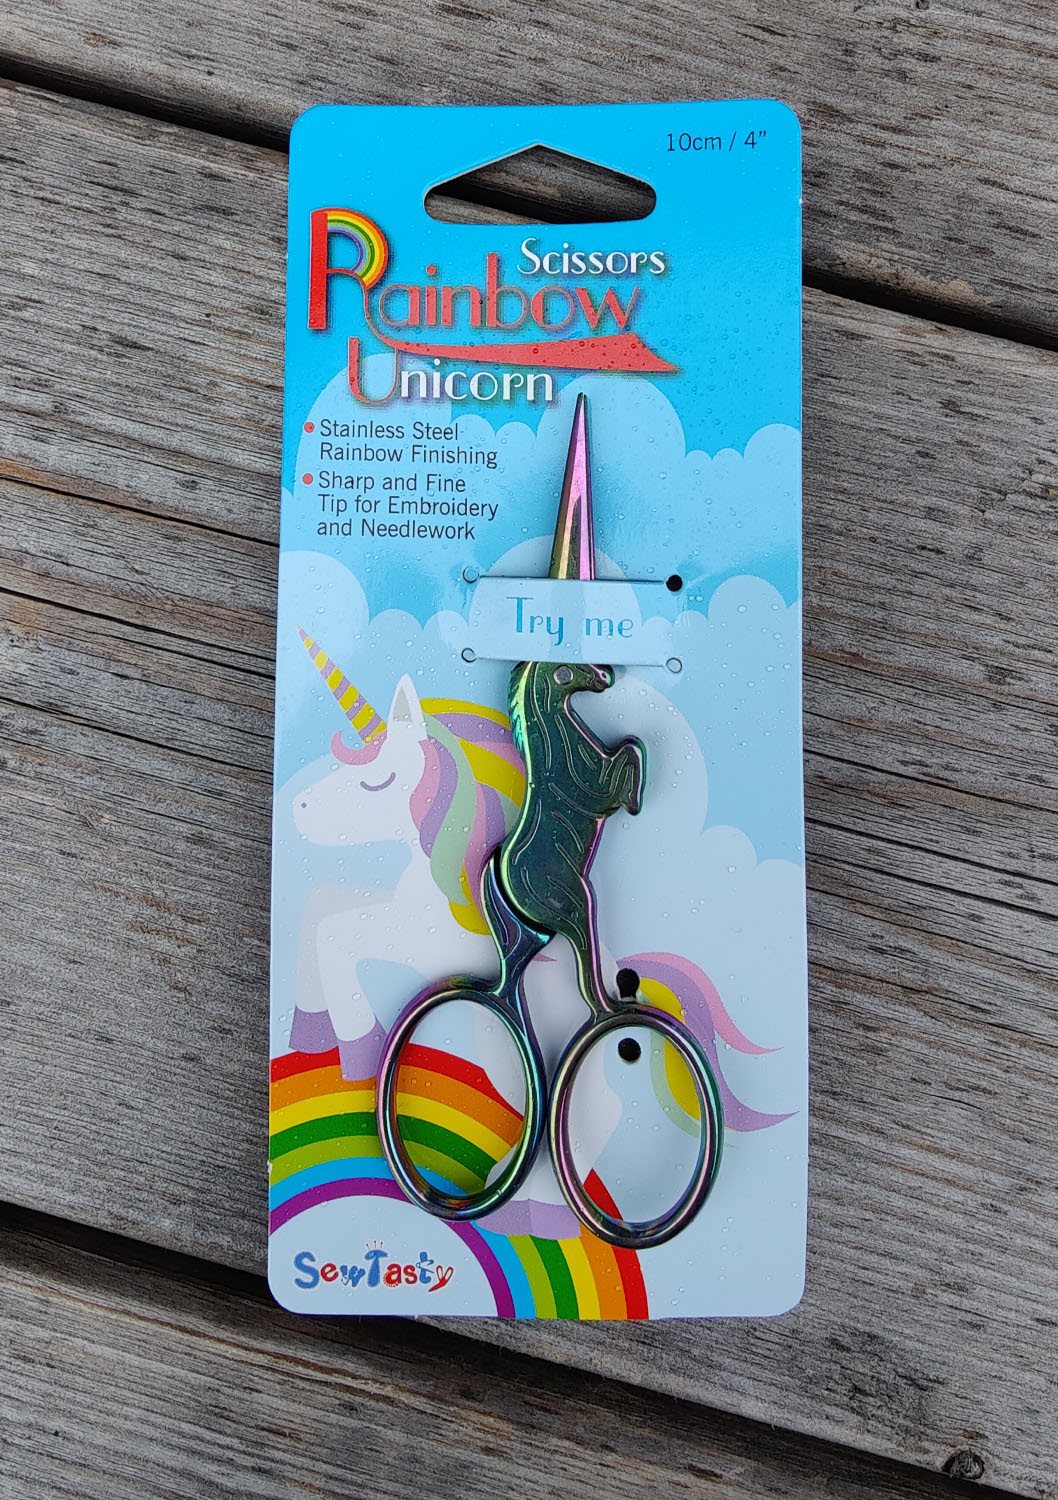 10cm / 4”
Scissors
Rainbow
Unicorn
• Stainless Steel
Rainbow Finishing
• Sharp and Fine
Tip for Embroidery
and Needlework
Try me
SewTasty